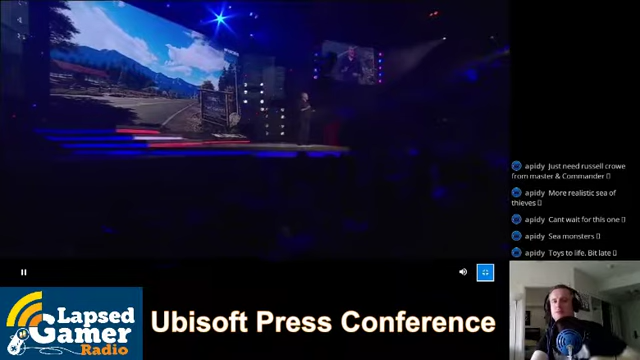 apidy Just need russell crowe
from master & Commander
apidy More realistic sea of
thieves
apidy Cant wait for this one
apidy Sea monsters
apidy Toys to life. Bit late
Lapsed
Gamer
Radio
Ubisoft Press Conference